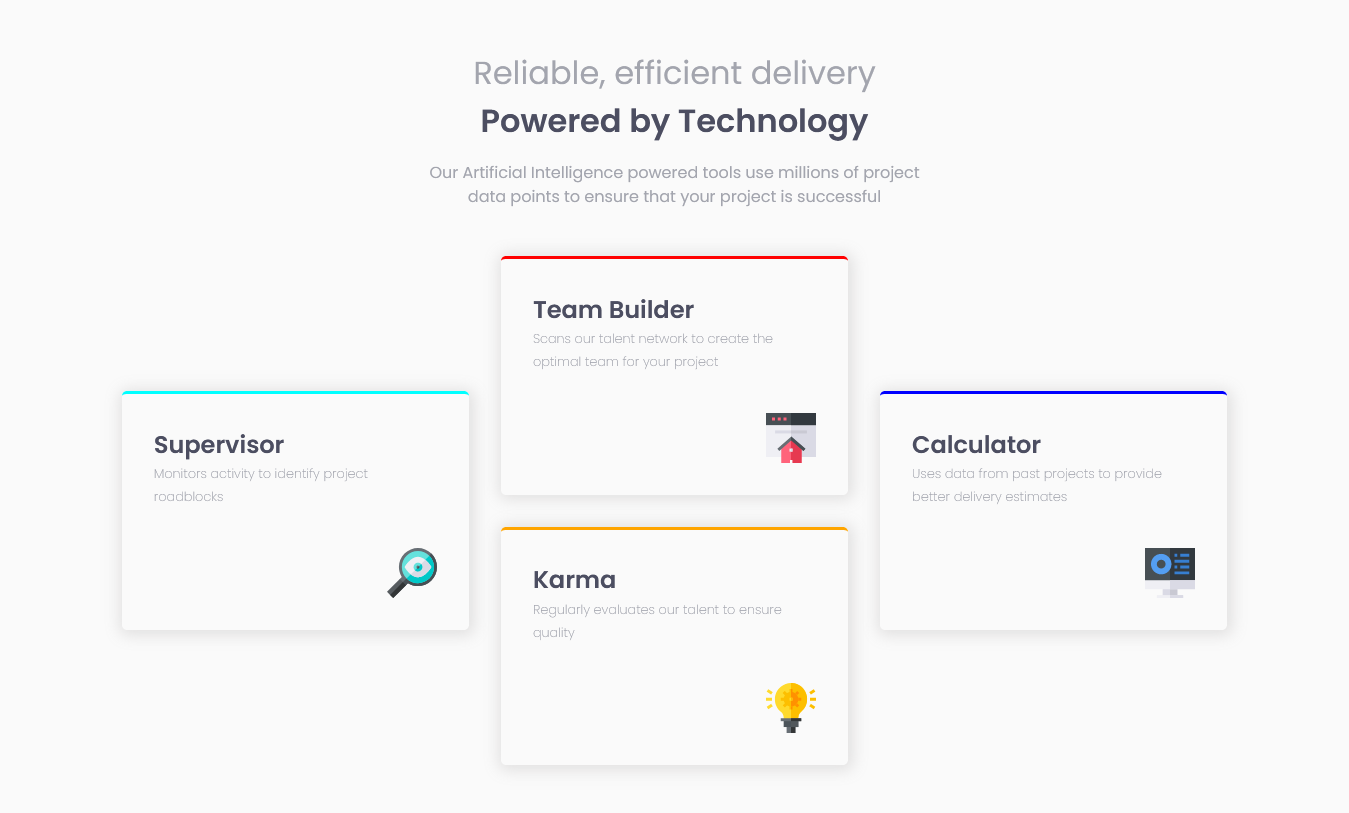 Reliable, efficient delivery
Powered by Technology
Our Artificial Intelligence powered tools use millions of project
data points to ensure that your project is successful
Team Builder
Scans our talent network to create the
optimal team for your project
Supervisor
Monitors activity to identify project
roadblocks
Calculator
Uses data from past projects to provide
better delivery estimates
Karma
Regularly evaluates our talent to ensure
quality